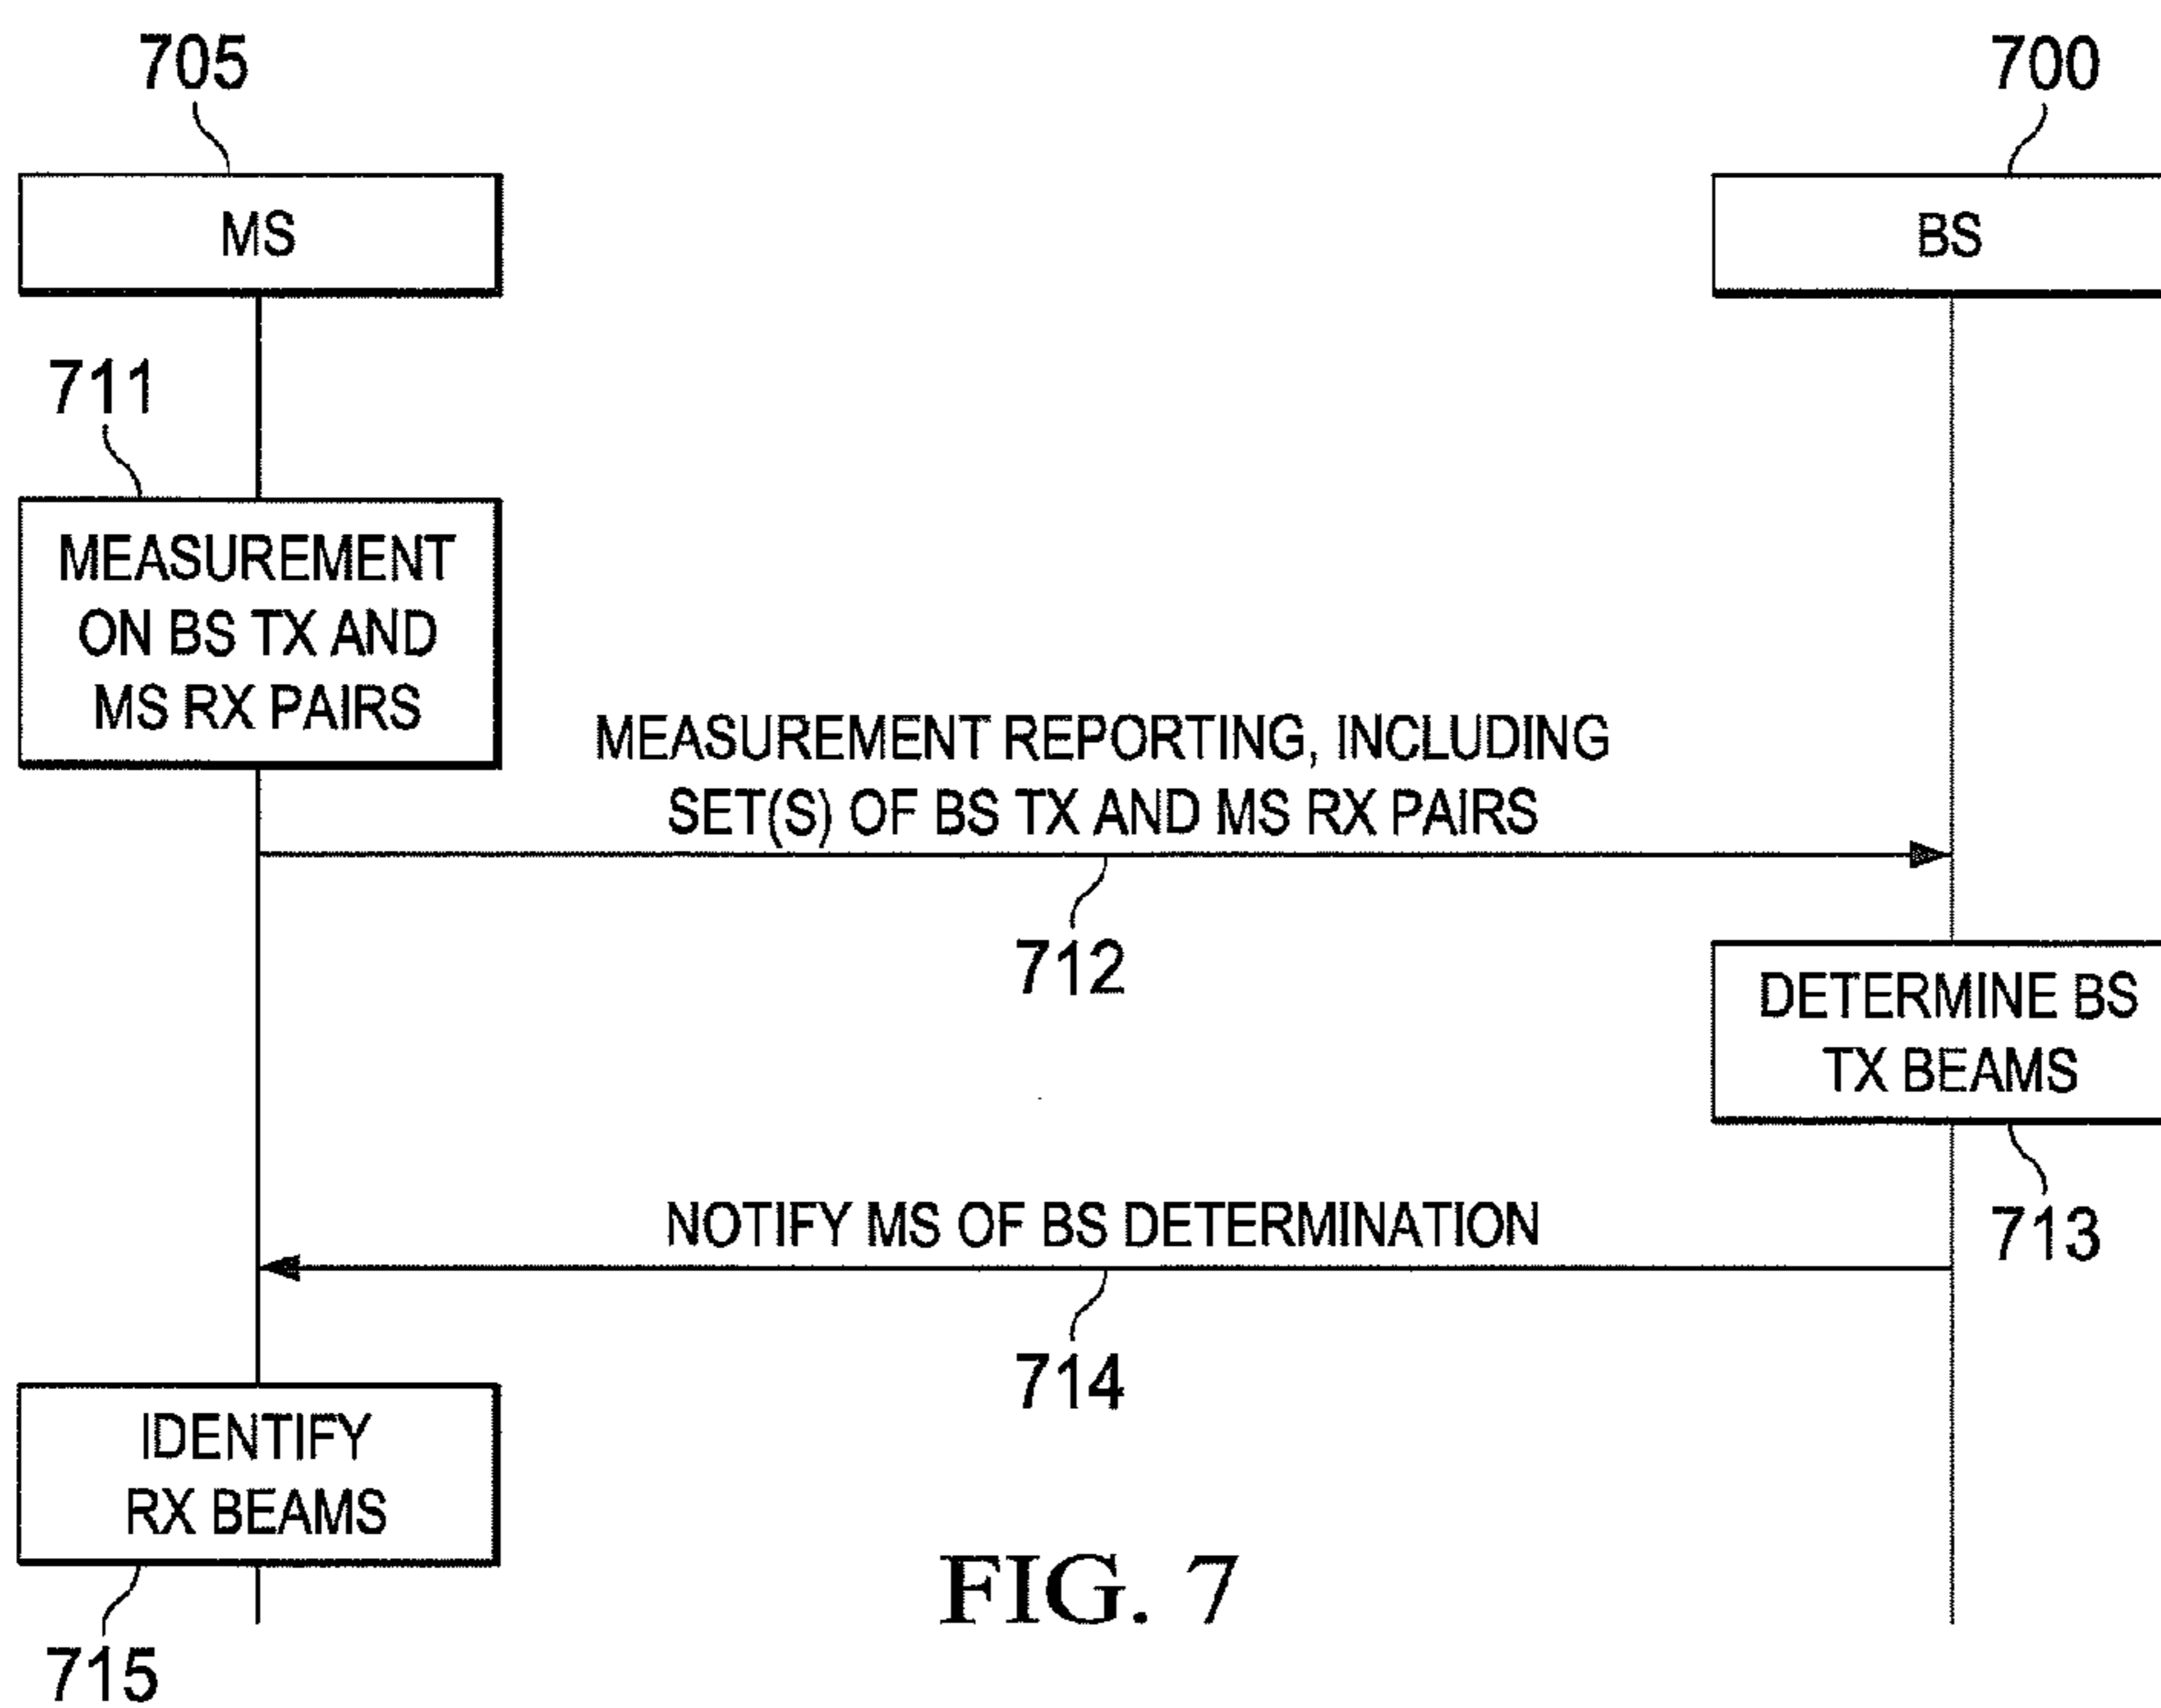 705
700
MS
BS
711
MEASUREMENT
ON BS TX AND
MS RX PAIRS
MEASUREMENT REPORTING, INCLUDING
SET(S) OF BS TX AND MS RX PAIRS
712
DETERMINE BS
TX BEAMS
713
NOTIFY MS OF BS DETERMINATION
714
IDENTIFY
RX BEAMS
715
FIG. 7